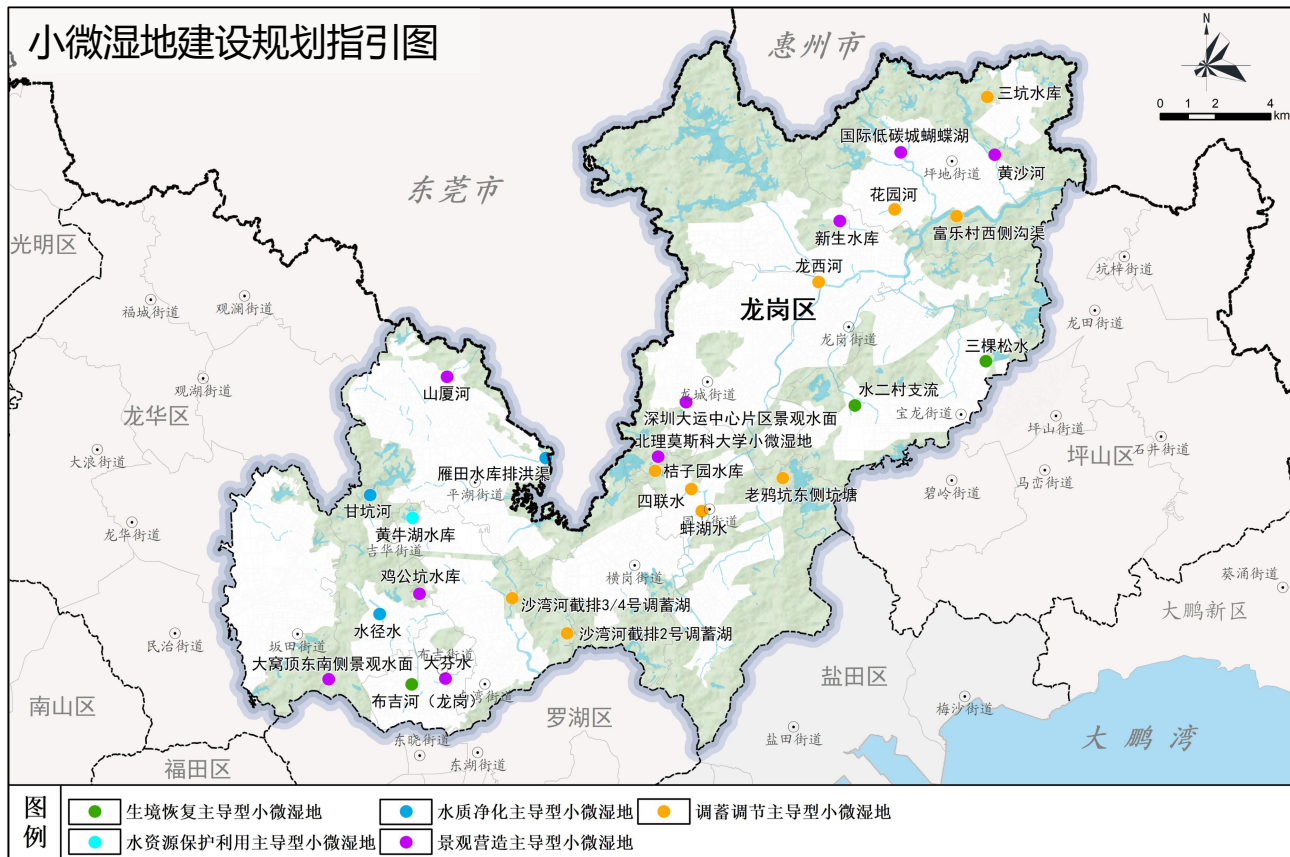 小微湿地建设规划指引图
惠州市
N
0 1 2 4
km
三坑水库
国际低碳城蝴蝶湖
坪地街道
黄沙河
东莞市
花园河
新生水库
富乐村西侧沟渠
光明区
坑梓街道
龙西河
福城街道
观澜街道
龙岗区
龙田街道
龙岗街道
三棵松水
观湖街道
山厦河
龙城街道
水二村支流
龙华区
深圳大运中心片区景观水面
宝龙街道
坪山街道
北理莫斯科大学小微湿地
石井街道
大浪街道
坪山区
雁田水库排洪渠
桔子园水库
马峦街道
平湖街道
老鸦坑东侧坑塘
碧岭街道
甘坑河
四联水
龙华街道
黄牛湖水库
蚌湖水
吉华街道
横岗街道
葵涌街道
鸡公坑水库
沙湾河截排3/4号调蓄湖
大鹏新区
水径水
民治街道
坂田街道
沙湾河截排2号调蓄湖
布吉街道
大窝顶东南侧景观水面
大芬水
盐田区
南湾街道
布吉河（龙岗）
梅沙街道
南山区
罗湖区
盐田街道
大鹏湾
东晓街道
东湖街道
福田区
图例
生境恢复主导型小微湿地
水质净化主导型小微湿地
调蓄调节主导型小微湿地
水资源保护利用主导型小微湿地
景观营造主导型小微湿地